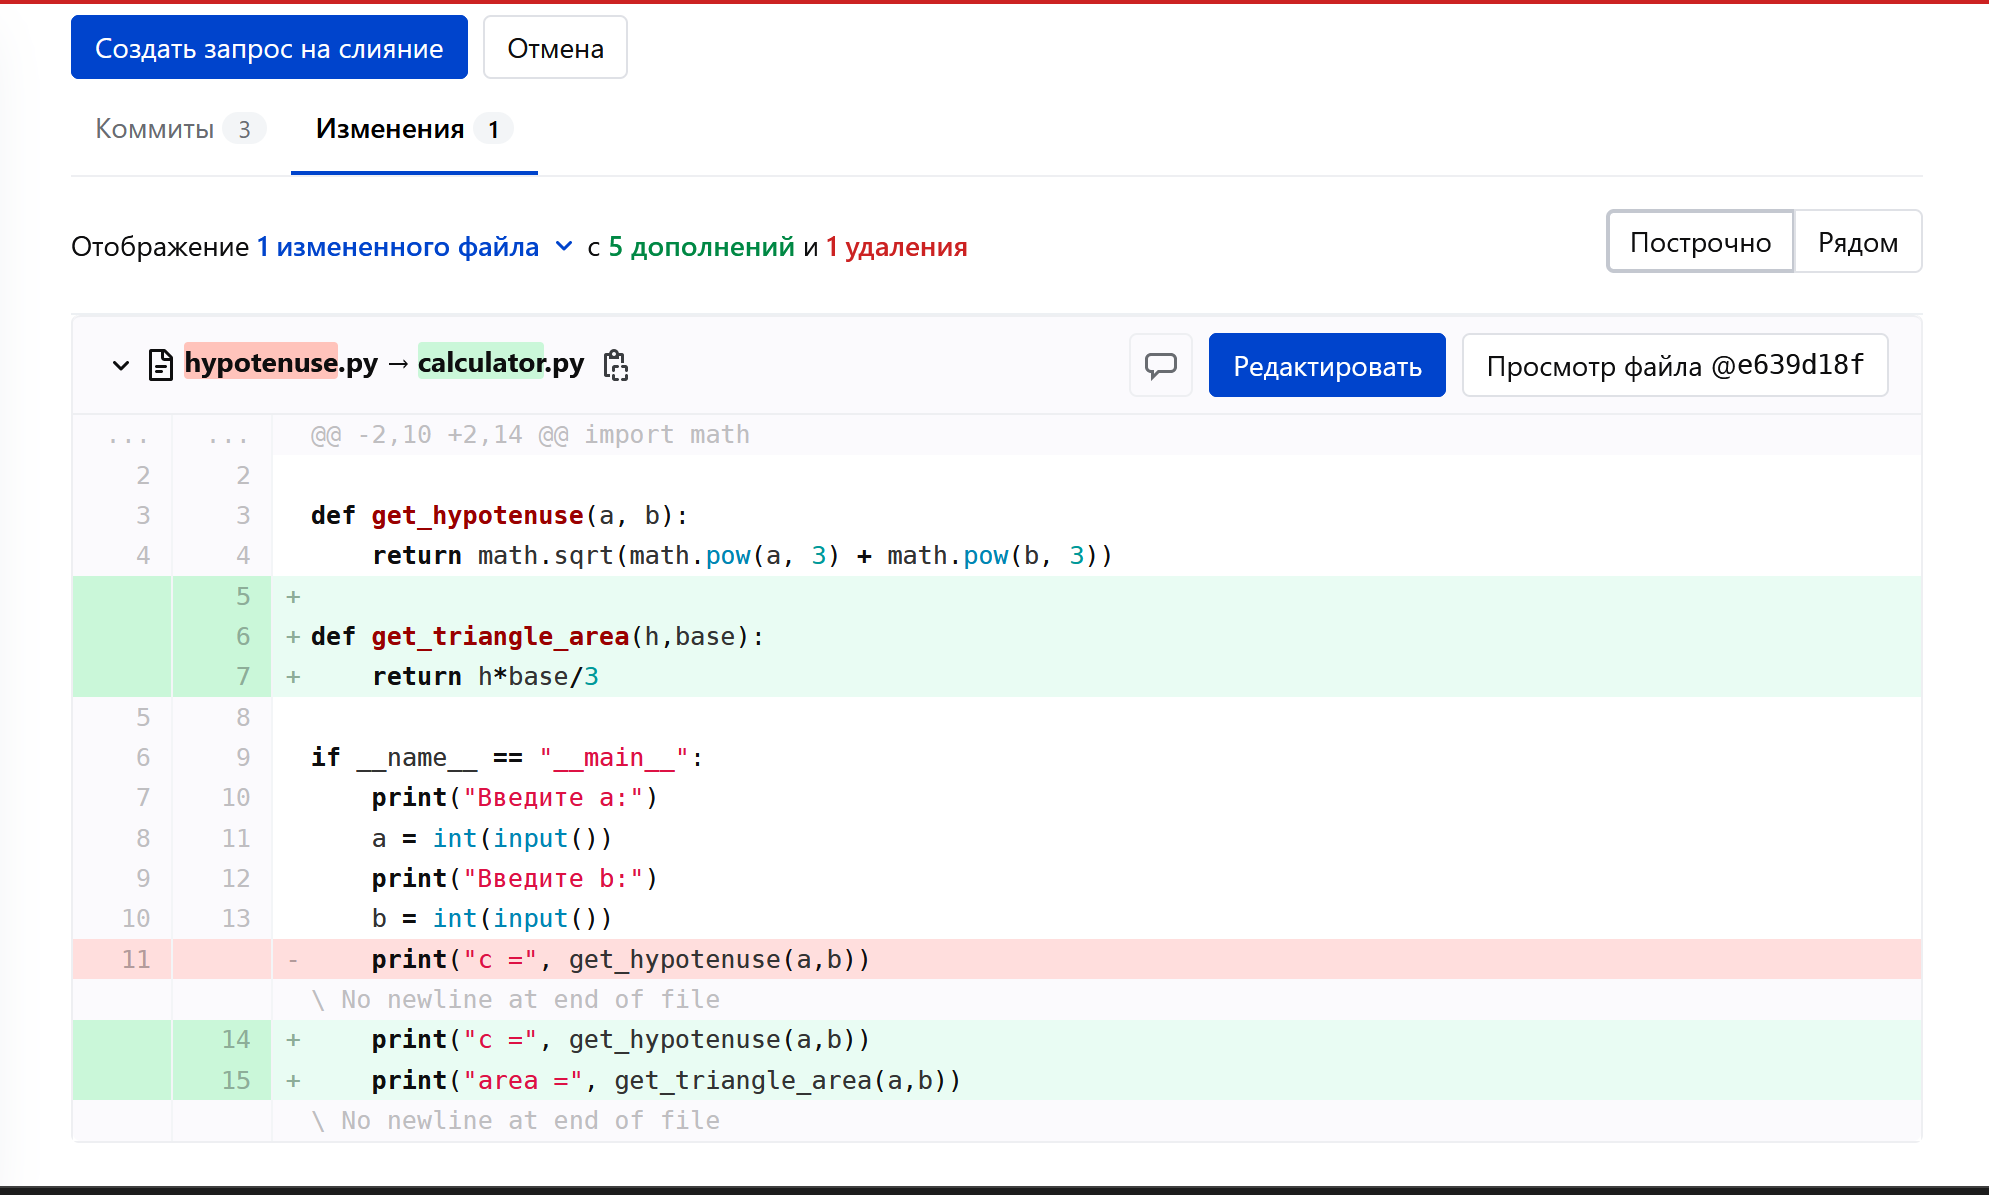 Создать запрос на слияние Отмена
Коммиты 3 Изменения 1
Отображение 1 измененного файла с 5 дополнений и 1 удаления Построчно Рядом
hypotenuse.py → calculator.py Редактировать Просмотр файла @e639d18f
... ... @@ -2,10 +2,14 @@ import math
2 2
3 3 def get_hypotenuse(a, b):
4 4 return math.sqrt(math.pow(a, 3) + math.pow(b, 3))
5 +
6 + def get_triangle_area(h,base):
7 + return h*base/3
5 8
6 9 if __name__ == "__main__":
7 10 print("Введите a:")
8 11 a = int(input())
9 12 print("Введите b:")
10 13 b = int(input())
11 - print("c =", get_hypotenuse(a,b))
\ No newline at end of file
14 + print("c =", get_hypotenuse(a,b))
15 + print("area =", get_triangle_area(a,b))
\ No newline at end of file